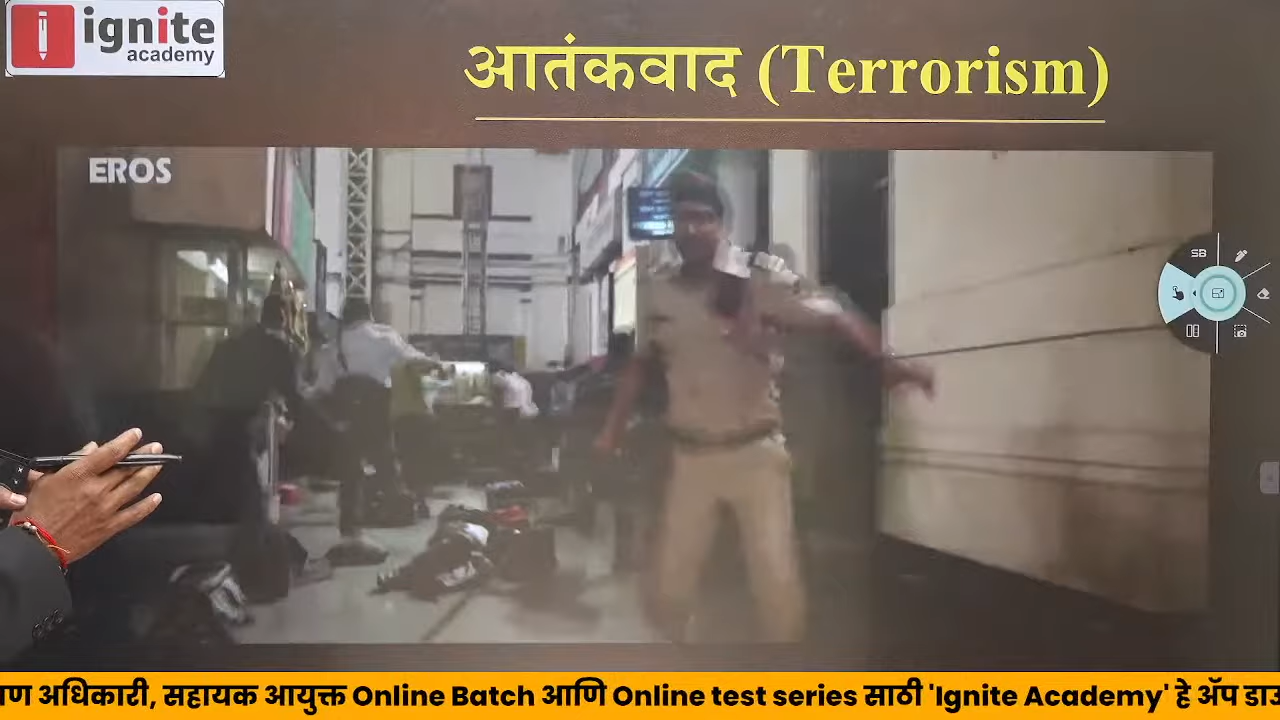 ignite
academy
आतंकवाद (Terrorism)
EROS
SB
अधिकारी, सहायक आयुक्त Online Batch आणि Online test series साठी 'Ignite Academy' हे ॲप